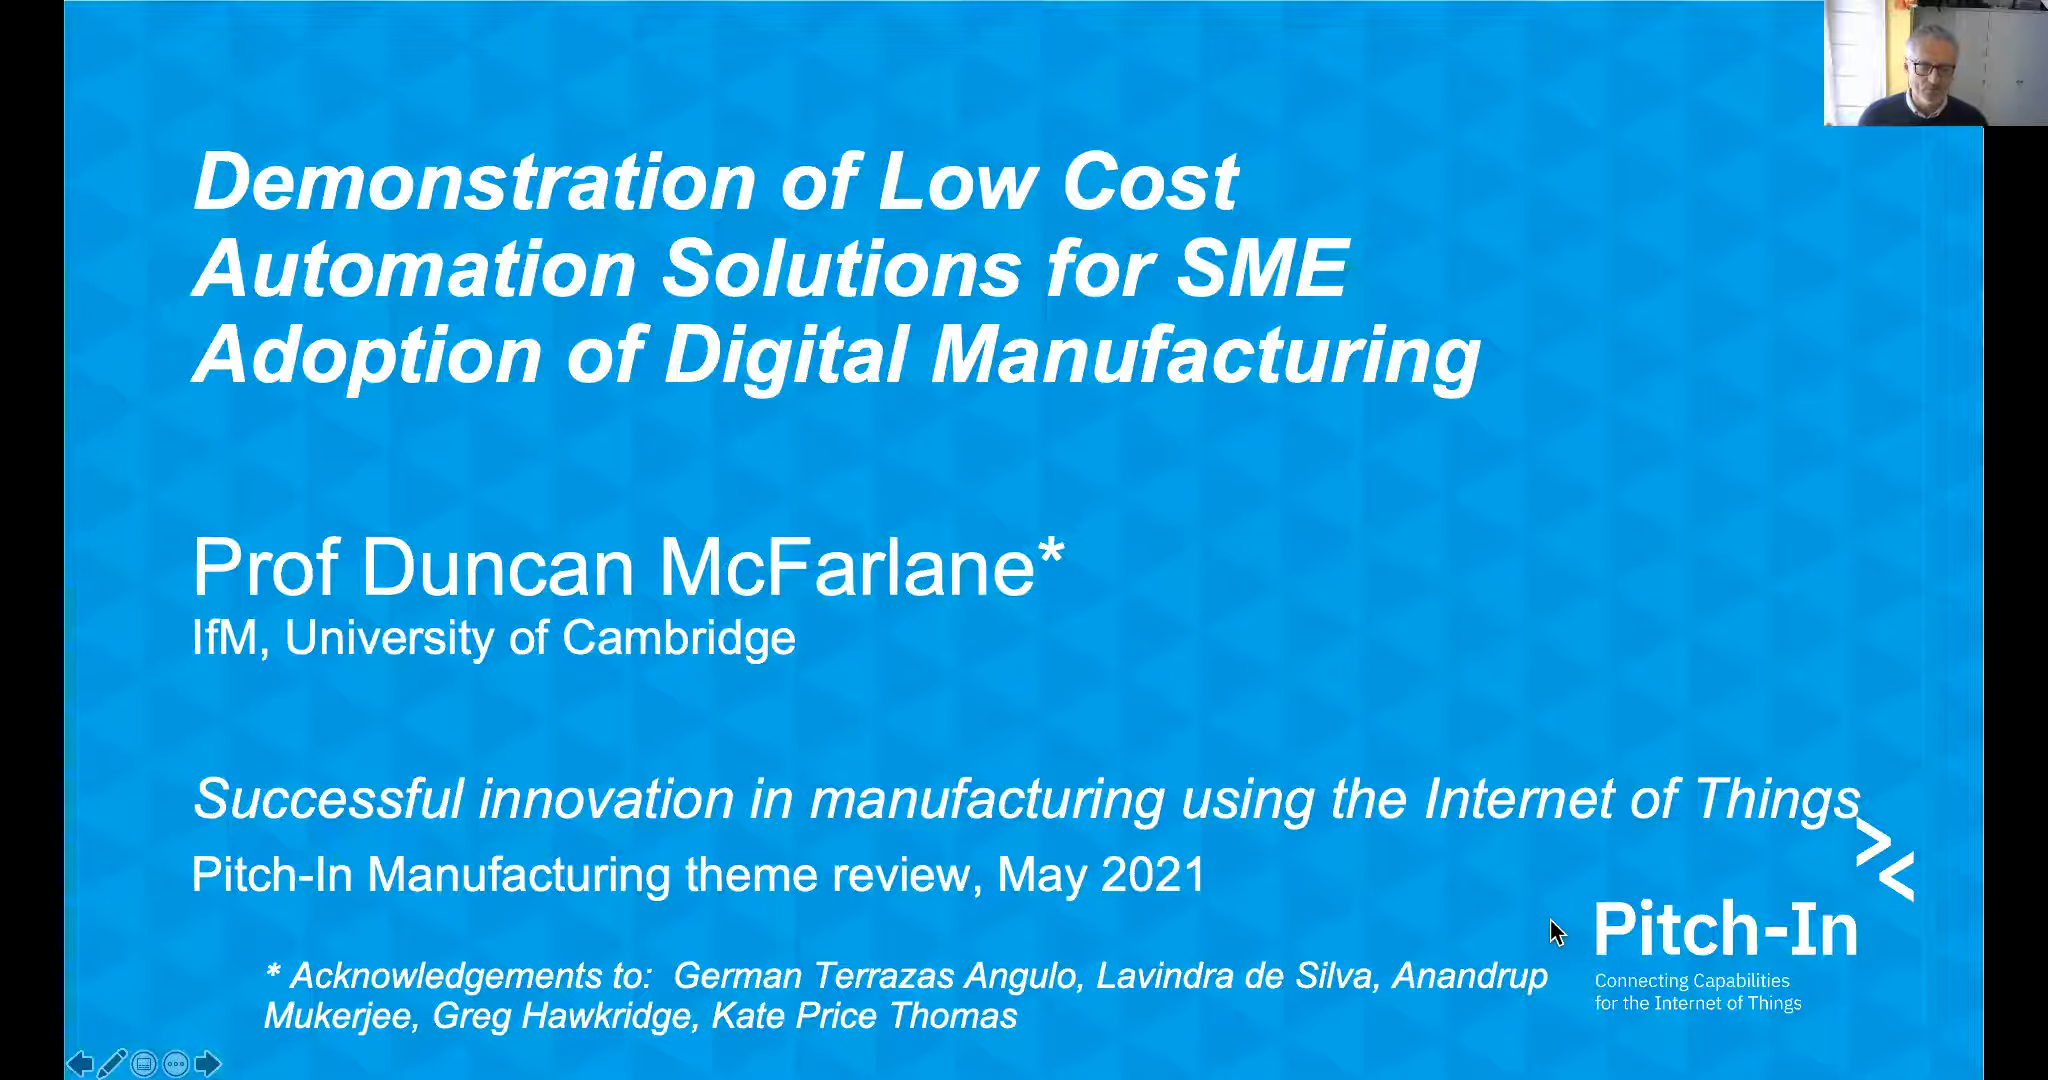 Demonstration of Low Cost
Automation Solutions for SME
Adoption of Digital Manufacturing
Prof Duncan McFarlane*
IfM, University of Cambridge
Successful innovation in manufacturing using the Internet of Things
Pitch-In Manufacturing theme review, May 2021
* Acknowledgements to:  German Terrazas Angulo, Lavindra de Silva, Anandrup
Mukerjee, Greg Hawkridge, Kate Price Thomas
Pitch-In
Connecting Capabilities
for the Internet of Things